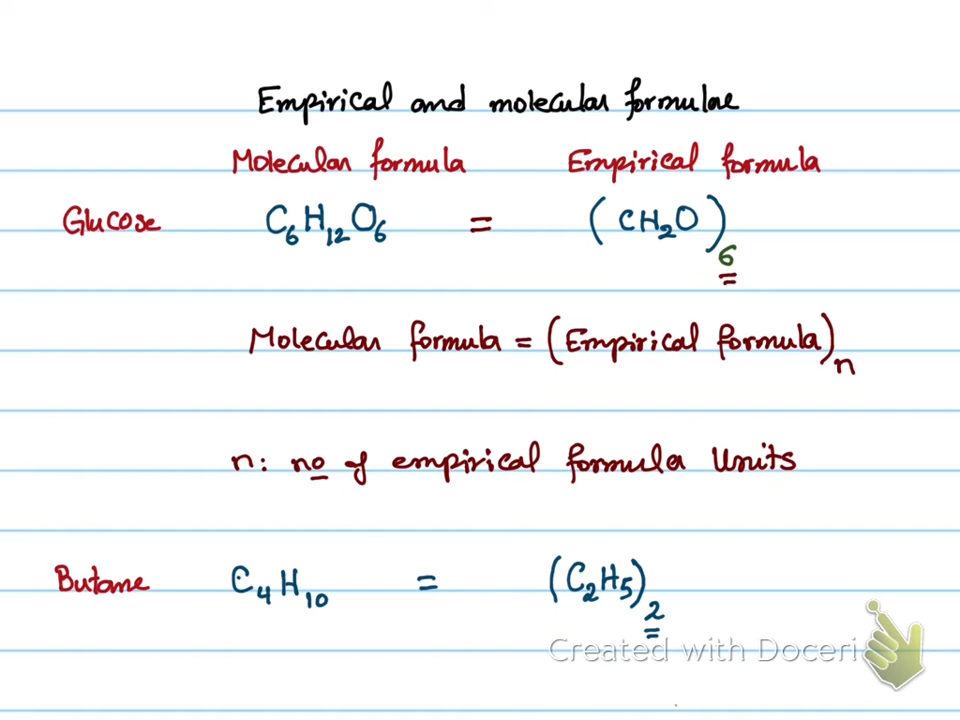 Empirical and molecular formulae
Molecular formula Empirical formula
Glucose C₆H₁₂O₆ = (CH₂O)₆
Molecular formula = (Empirical formula)ₙ
n: no of empirical formula Units
Butane C₄H₁₀ = (C₂H₅)₂
Created with Doceri